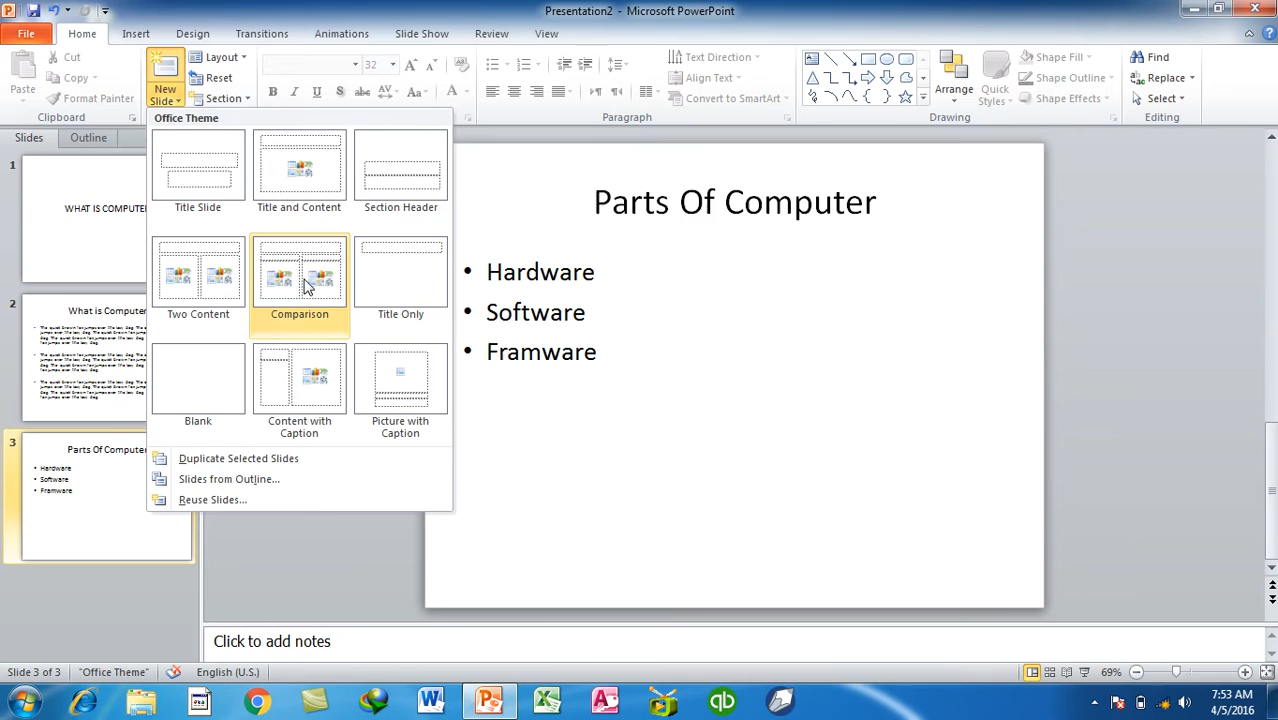 Presentation2 - Microsoft PowerPoint
File Home Insert Design Transitions Animations Slide Show Review View
Paste
Cut
Copy
Format Painter
Clipboard
New Slide
Layout
Reset
Section
32
Paragraph
Text Direction
Align Text
Convert to SmartArt
Arrange
Quick Styles
Shape Fill
Shape Outline
Shape Effects
Drawing
Find
Replace
Select
Editing
Slides Outline
Office Theme
Title Slide
Title and Content
Section Header
Two Content
Comparison
Title Only
Blank
Content with Caption
Picture with Caption
Duplicate Selected Slides
Slides from Outline...
Reuse Slides...
1
WHAT IS COMPUTE
2
What is Computer
3
Parts Of Computer
Hardware
Software
Framware
Parts Of Computer
• Hardware
• Software
• Framware
Click to add notes
Slide 3 of 3
"Office Theme"
English (U.S.)
69%
7:53 AM
4/5/2016